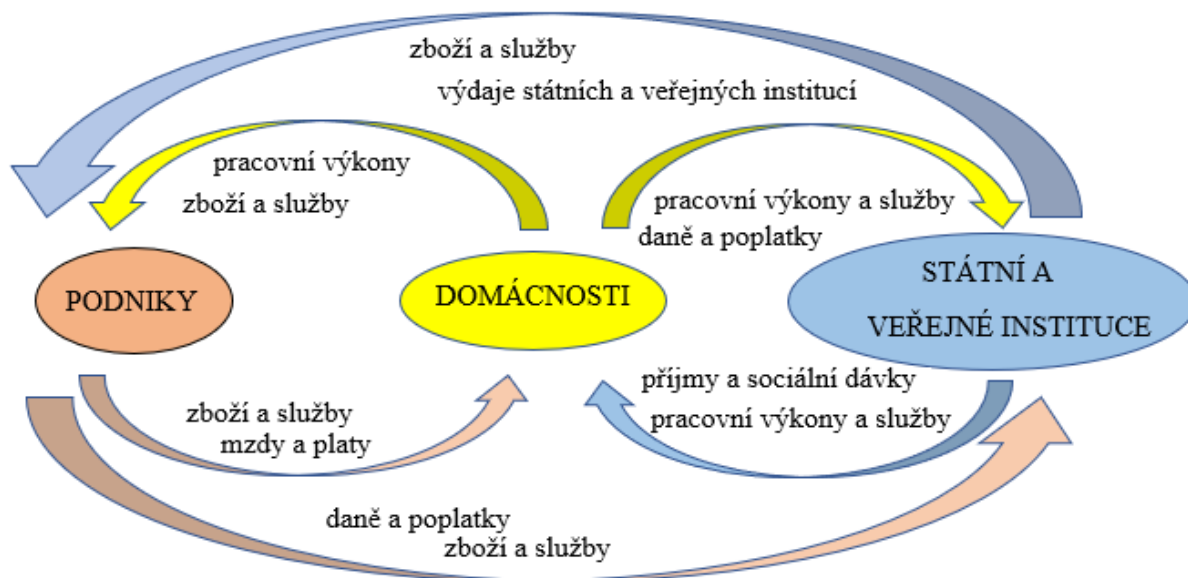 zboží a služby
výdaje státních a veřejných institucí
pracovní výkony
zboží a služby
pracovní výkony a služby
daně a poplatky
PODNIKY
DOMÁCNOSTI
STÁTNÍ A
VEŘEJNÉ INSTITUCE
příjmy a sociální dávky
pracovní výkony a služby
zboží a služby
mzdy a platy
daně a poplatky
zboží a služby